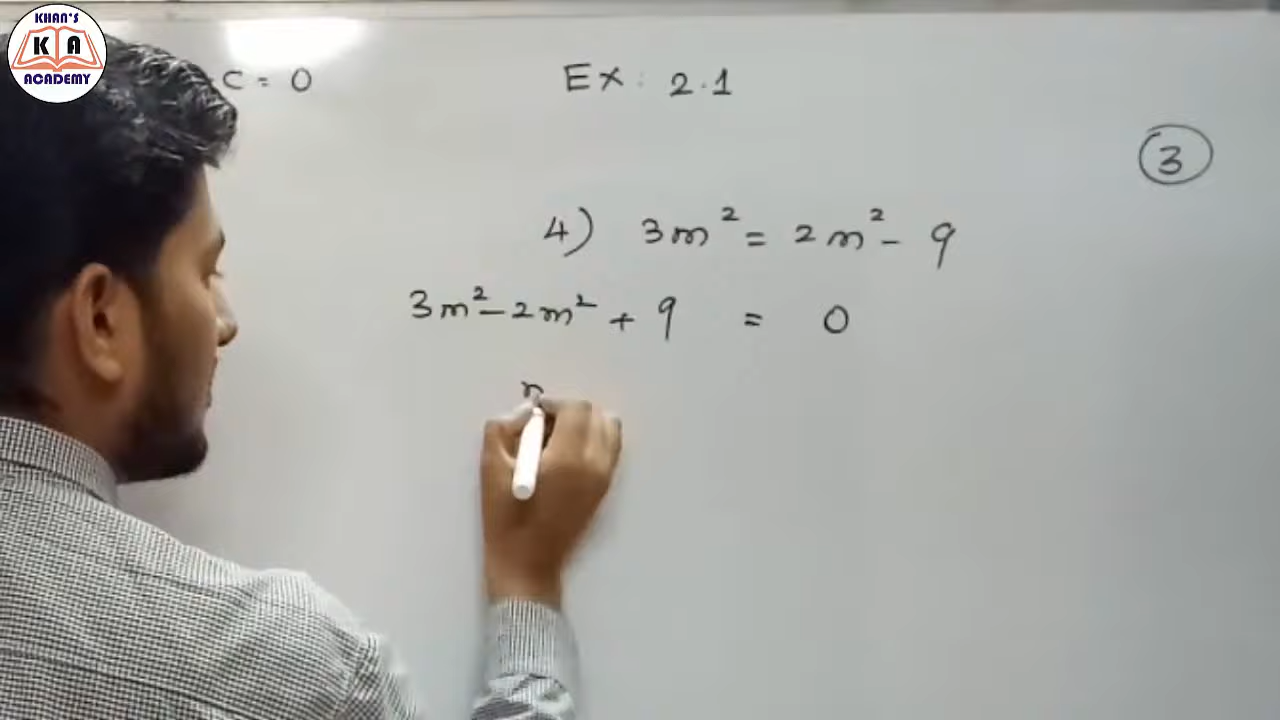 KHAN'S
K A
ACADEMY
C = 0
Ex : 2.1
3
4) 3m² = 2m² - 9
3m² - 2m² + 9 = 0